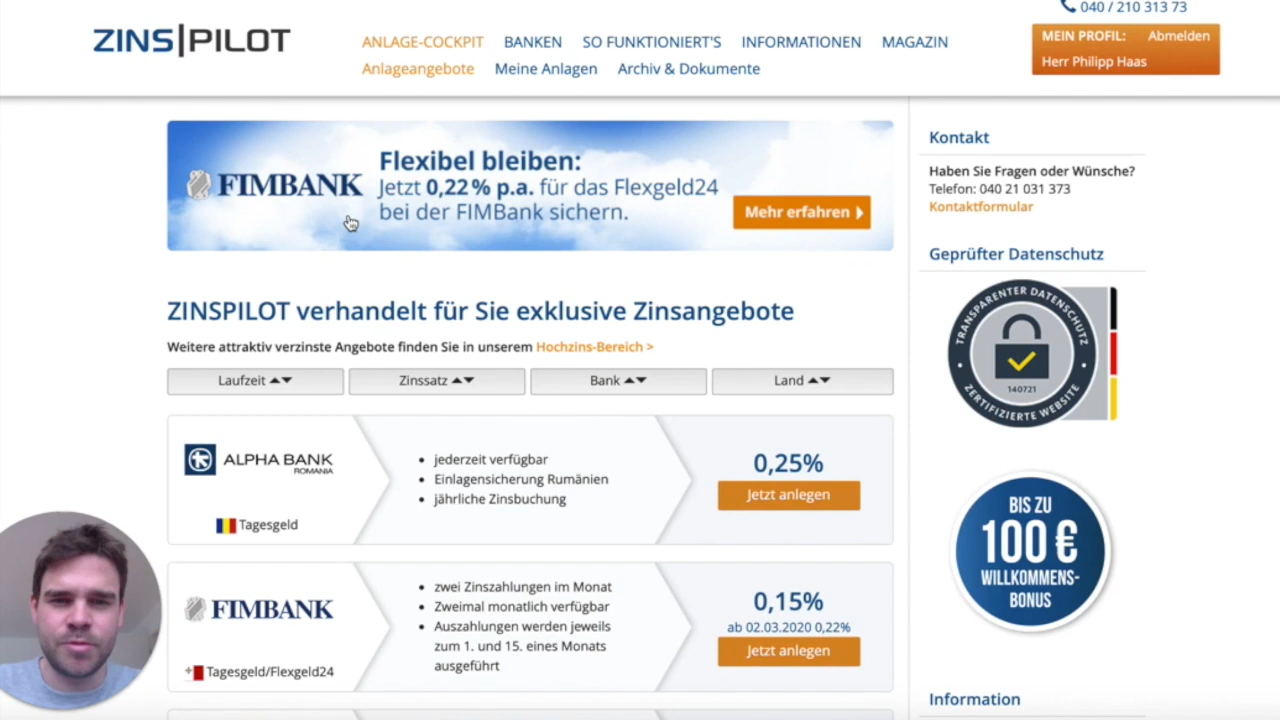 040 / 210 313 73
ZINS|PILOT
ANLAGE-COCKPIT BANKEN SO FUNKTIONIERT'S INFORMATIONEN MAGAZIN
Anlageangebote Meine Anlagen Archiv & Dokumente
MEIN PROFIL: Abmelden
Herr Philipp Haas
FIMBANK
Flexibel bleiben:
Jetzt 0,22 % p.a. für das Flexgeld24
bei der FIMBank sichern.
Mehr erfahren
ZINSPILOT verhandelt für Sie exklusive Zinsangebote
Weitere attraktiv verzinste Angebote finden Sie in unserem Hochzins-Bereich >
Laufzeit Zinssatz Bank Land
ALPHA BANK
ROMANIA
Tagesgeld
• jederzeit verfügbar
• Einlagensicherung Rumänien
• jährliche Zinsbuchung
0,25%
Jetzt anlegen
FIMBANK
Tagesgeld/Flexgeld24
• zwei Zinszahlungen im Monat
• Zweimal monatlich verfügbar
• Auszahlungen werden jeweils
zum 1. und 15. eines Monats
ausgeführt
0,15%
ab 02.03.2020 0,22%
Jetzt anlegen
Kontakt
Haben Sie Fragen oder Wünsche?
Telefon: 040 21 031 373
Kontaktformular
Geprüfter Datenschutz
TRANSPARENTER DATENSCHUTZ
140721
ZERTIFIZIERTE WEBSITE
BIS ZU
100 €
WILLKOMMENS-
BONUS
Information